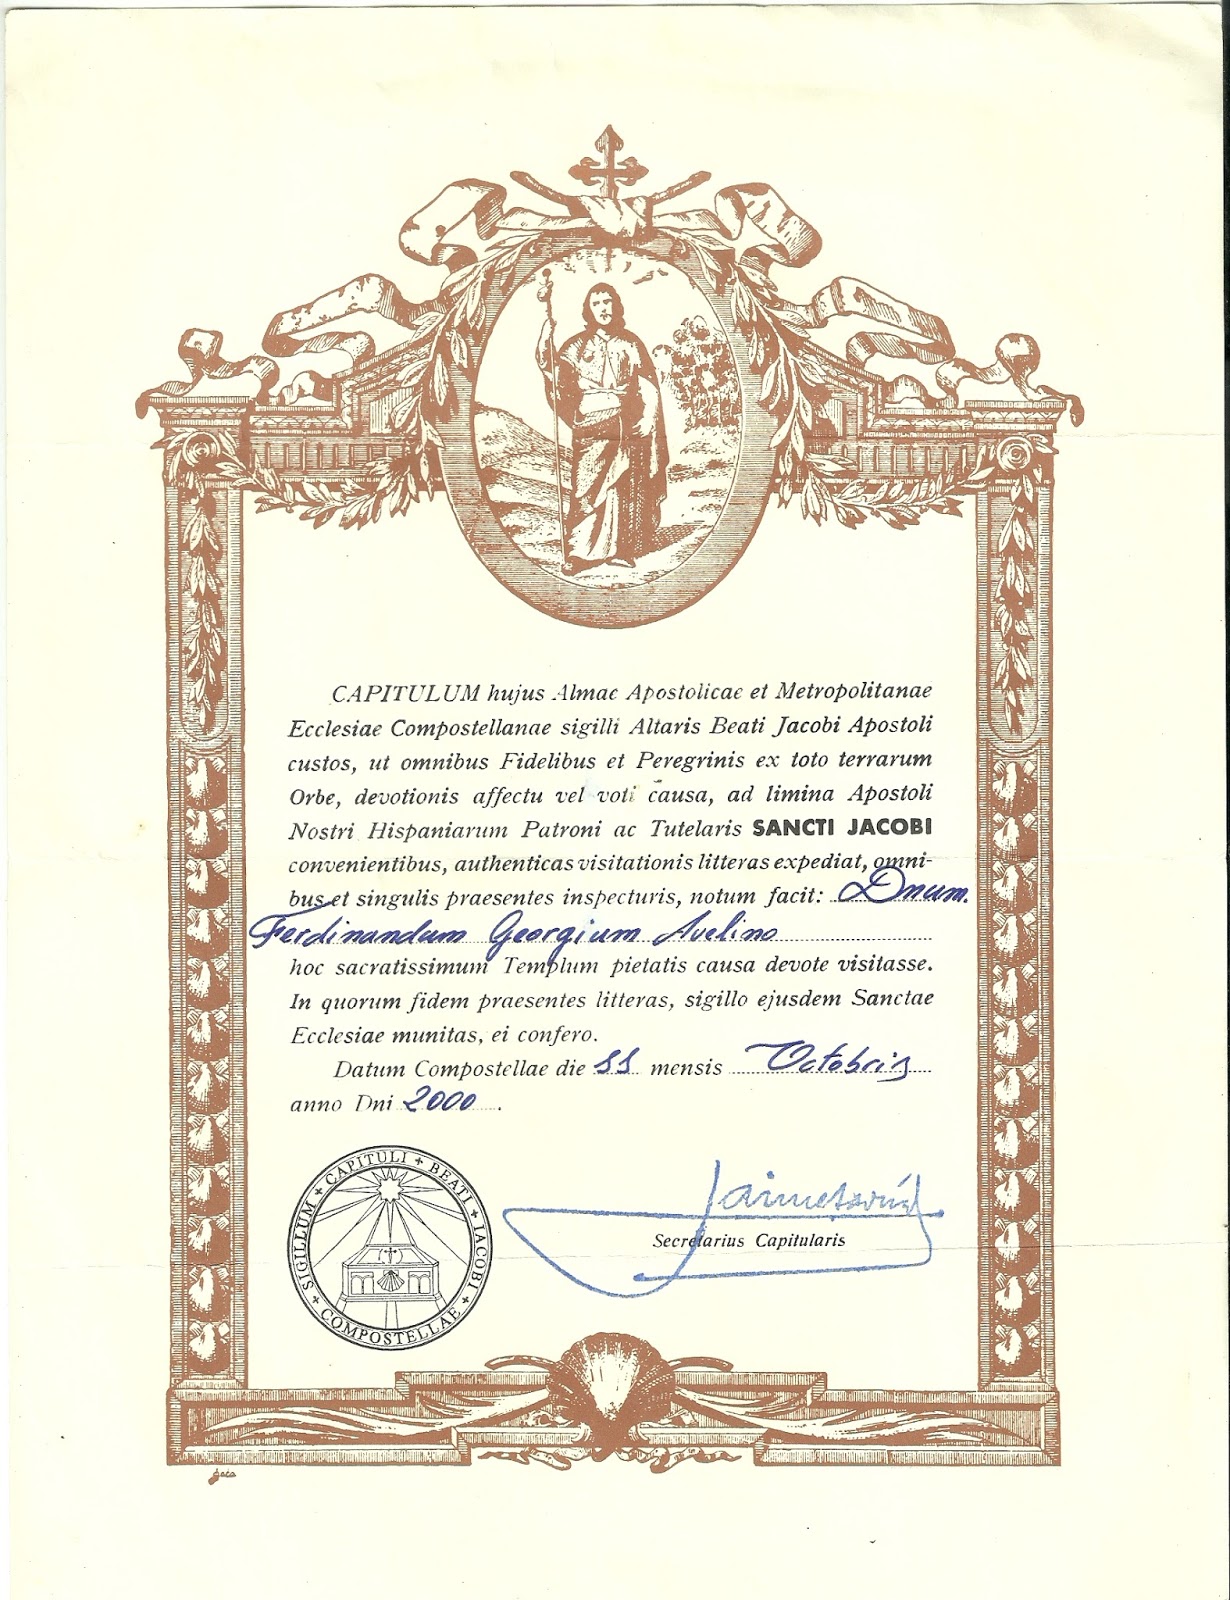 CAPITULUM hujus Almae Apostolicae et Metropolitanae
Ecclesiae Compostellanae sigilli Altaris Beati Jacobi Apostoli
custos, ut omnibus Fidelibus et Peregrinis ex toto terrarum
Orbe, devotionis affectu vel voti causa, ad limina Apostoli
Nostri Hispaniarum Patroni ac Tutelaris SANCTI JACOBI
convenientibus, authenticas visitationis litteras expediat, omni-
bus et singulis praesentes inspecturis, notum facit: Dnum.
Ferdinandum Georgium Avelino
hoc sacratissimum Templum pietatis causa devote visitasse.
In quorum fidem praesentes litteras, sigillo ejusdem Sanctae
Ecclesiae munitas, ei confero.
Datum Compostellae die 11 mensis Octobris
anno Dni 2000.
SIGILLUM + CAPITULI + BEATI + IACOBI + COMPOSTELLAE +
Secretarius Capitularis